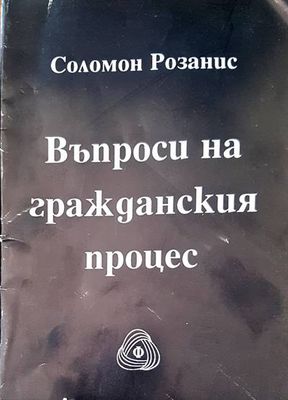 Соломон Розанис
Въпроси на
гражданския
процес
Ф